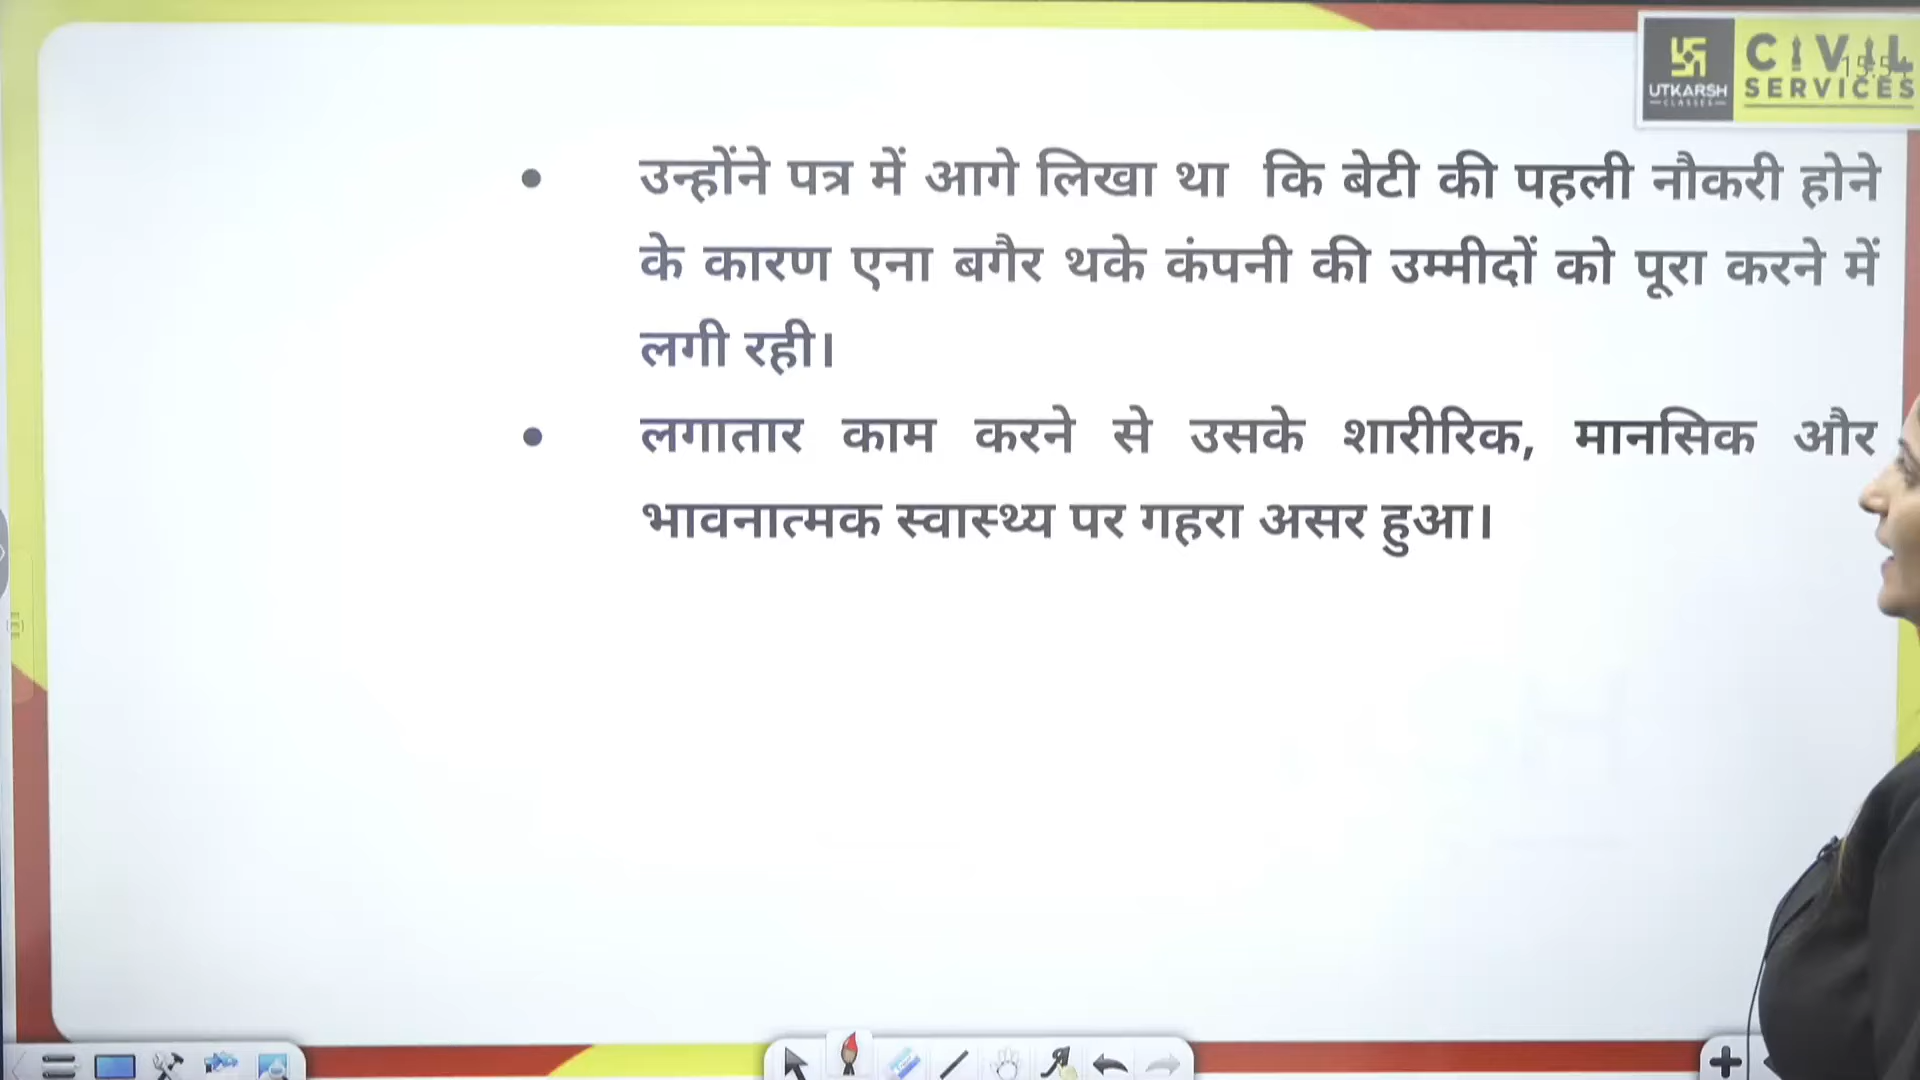 UTKARSH
CLASSES
CIVIL
SERVICES
उन्होंने पत्र में आगे लिखा था कि बेटी की पहली नौकरी होने
के कारण एना बगैर थके कंपनी की उम्मीदों को पूरा करने में
लगी रही।
लगातार काम करने से उसके शारीरिक, मानसिक और
भावनात्मक स्वास्थ्य पर गहरा असर हुआ।